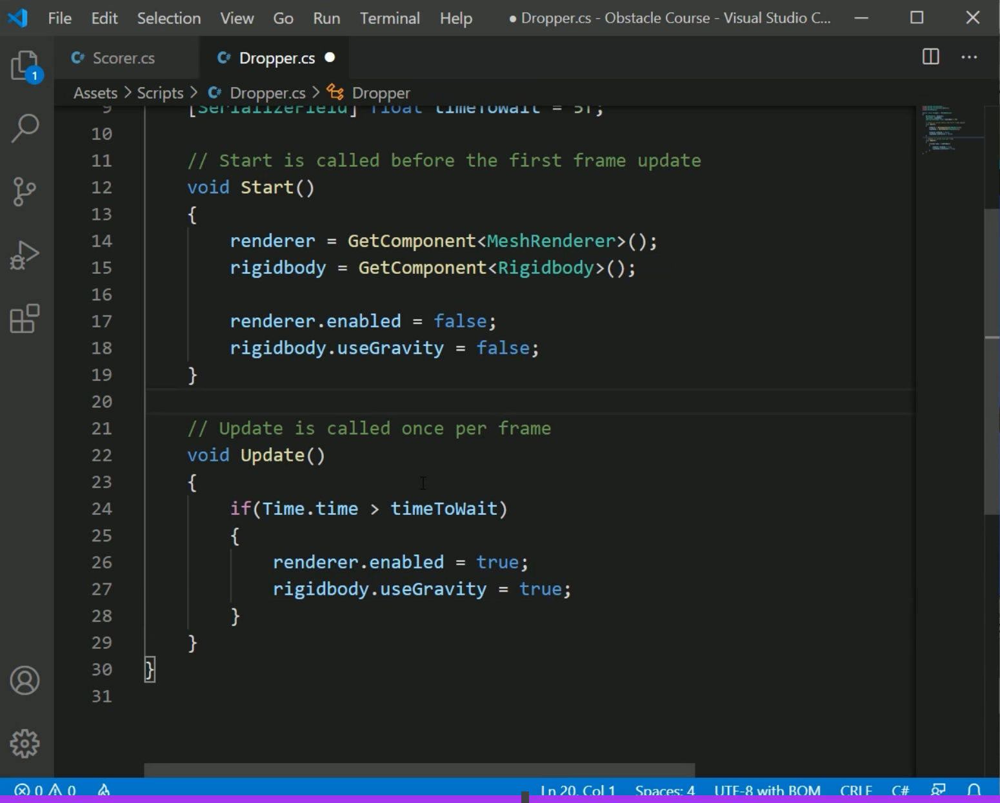 File Edit Selection View Go Run Terminal Help ● Dropper.cs - Obstacle Course - Visual Studio C...
1
C# Scorer.cs C# Dropper.cs ●
Assets > Scripts > C# Dropper.cs > Dropper
9 [SerializeField] float timeToWait = 5f;
10
11 // Start is called before the first frame update
12 void Start()
13 {
14 renderer = GetComponent<MeshRenderer>();
15 rigidbody = GetComponent<Rigidbody>();
16
17 renderer.enabled = false;
18 rigidbody.useGravity = false;
19 }
20
21 // Update is called once per frame
22 void Update()
23 {
24 if(Time.time > timeToWait)
25 {
26 renderer.enabled = true;
27 rigidbody.useGravity = true;
28 }
29 }
30 }
31
0 0 Ln 20, Col 1 Spaces: 4 UTF-8 with BOM CRLF C#